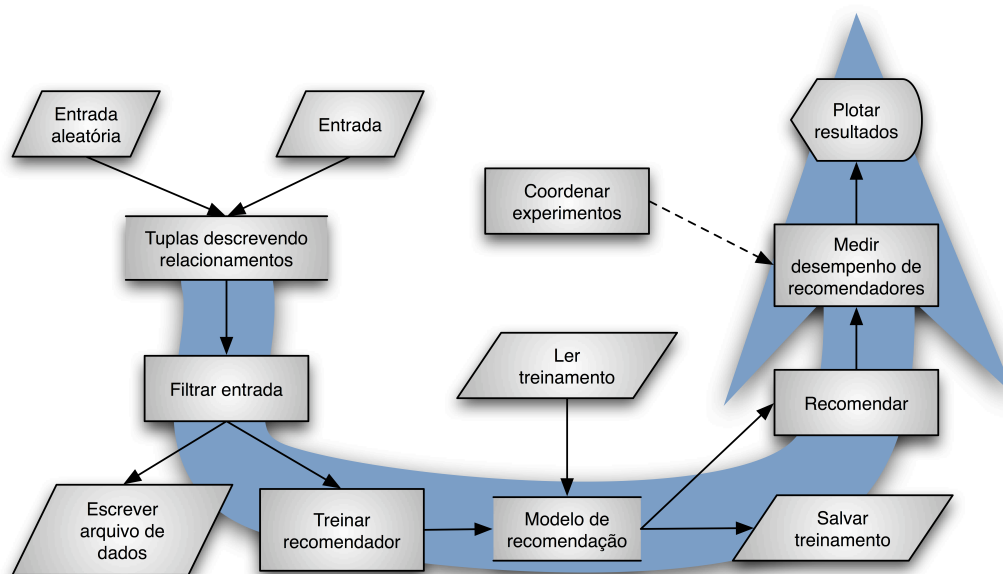 Entrada
aleatória
Entrada
Plotar
resultados
Coordenar
experimentos
Tuplas descrevendo
relacionamentos
Medir
desempenho de
recomendadores
Ler
treinamento
Filtrar entrada
Recomendar
Escrever
arquivo de
dados
Treinar
recomendador
Modelo de
recomendação
Salvar
treinamento